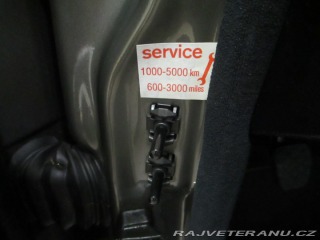 service
1000-5000 km
600-3000 miles
RAJVETERANU.CZ